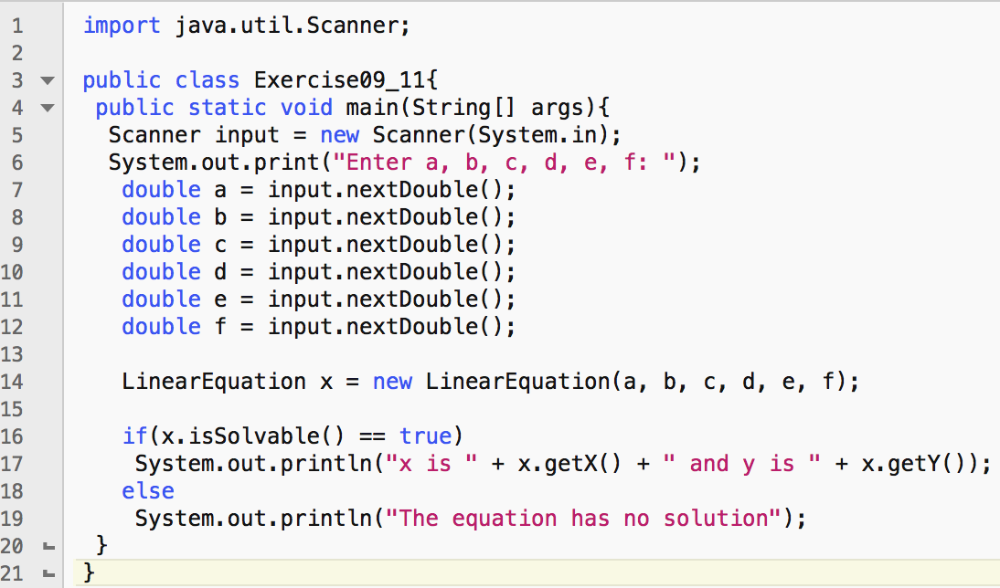 1 import java.util.Scanner;
2
3 public class Exercise09_11{
4 public static void main(String[] args){
5 Scanner input = new Scanner(System.in);
6 System.out.print("Enter a, b, c, d, e, f: ");
7 double a = input.nextDouble();
8 double b = input.nextDouble();
9 double c = input.nextDouble();
10 double d = input.nextDouble();
11 double e = input.nextDouble();
12 double f = input.nextDouble();
13
14 LinearEquation x = new LinearEquation(a, b, c, d, e, f);
15
16 if(x.isSolvable() == true)
17 System.out.println("x is " + x.getX() + " and y is " + x.getY());
18 else
19 System.out.println("The equation has no solution");
20 }
21 }